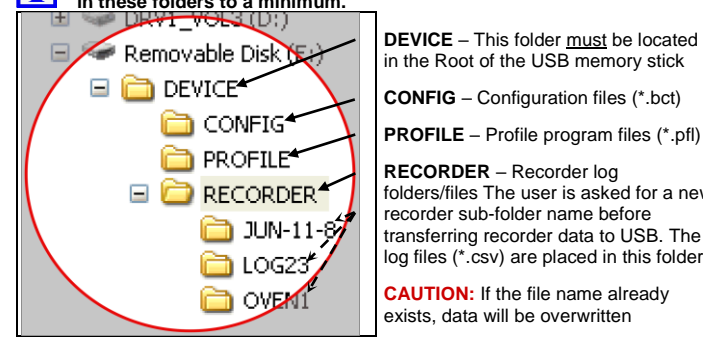 in these folders to a minimum.
DRV1_VOL3 (D:)
Removable Disk (E:)
DEVICE
CONFIG
PROFILE
RECORDER
JUN-11-8
LOG23
OVEN1
DEVICE – This folder must be located
in the Root of the USB memory stick
CONFIG – Configuration files (*.bct)
PROFILE – Profile program files (*.pfl)
RECORDER – Recorder log
folders/files The user is asked for a new
recorder sub-folder name before
transferring recorder data to USB. The
log files (*.csv) are placed in this folder
CAUTION: If the file name already
exists, data will be overwritten